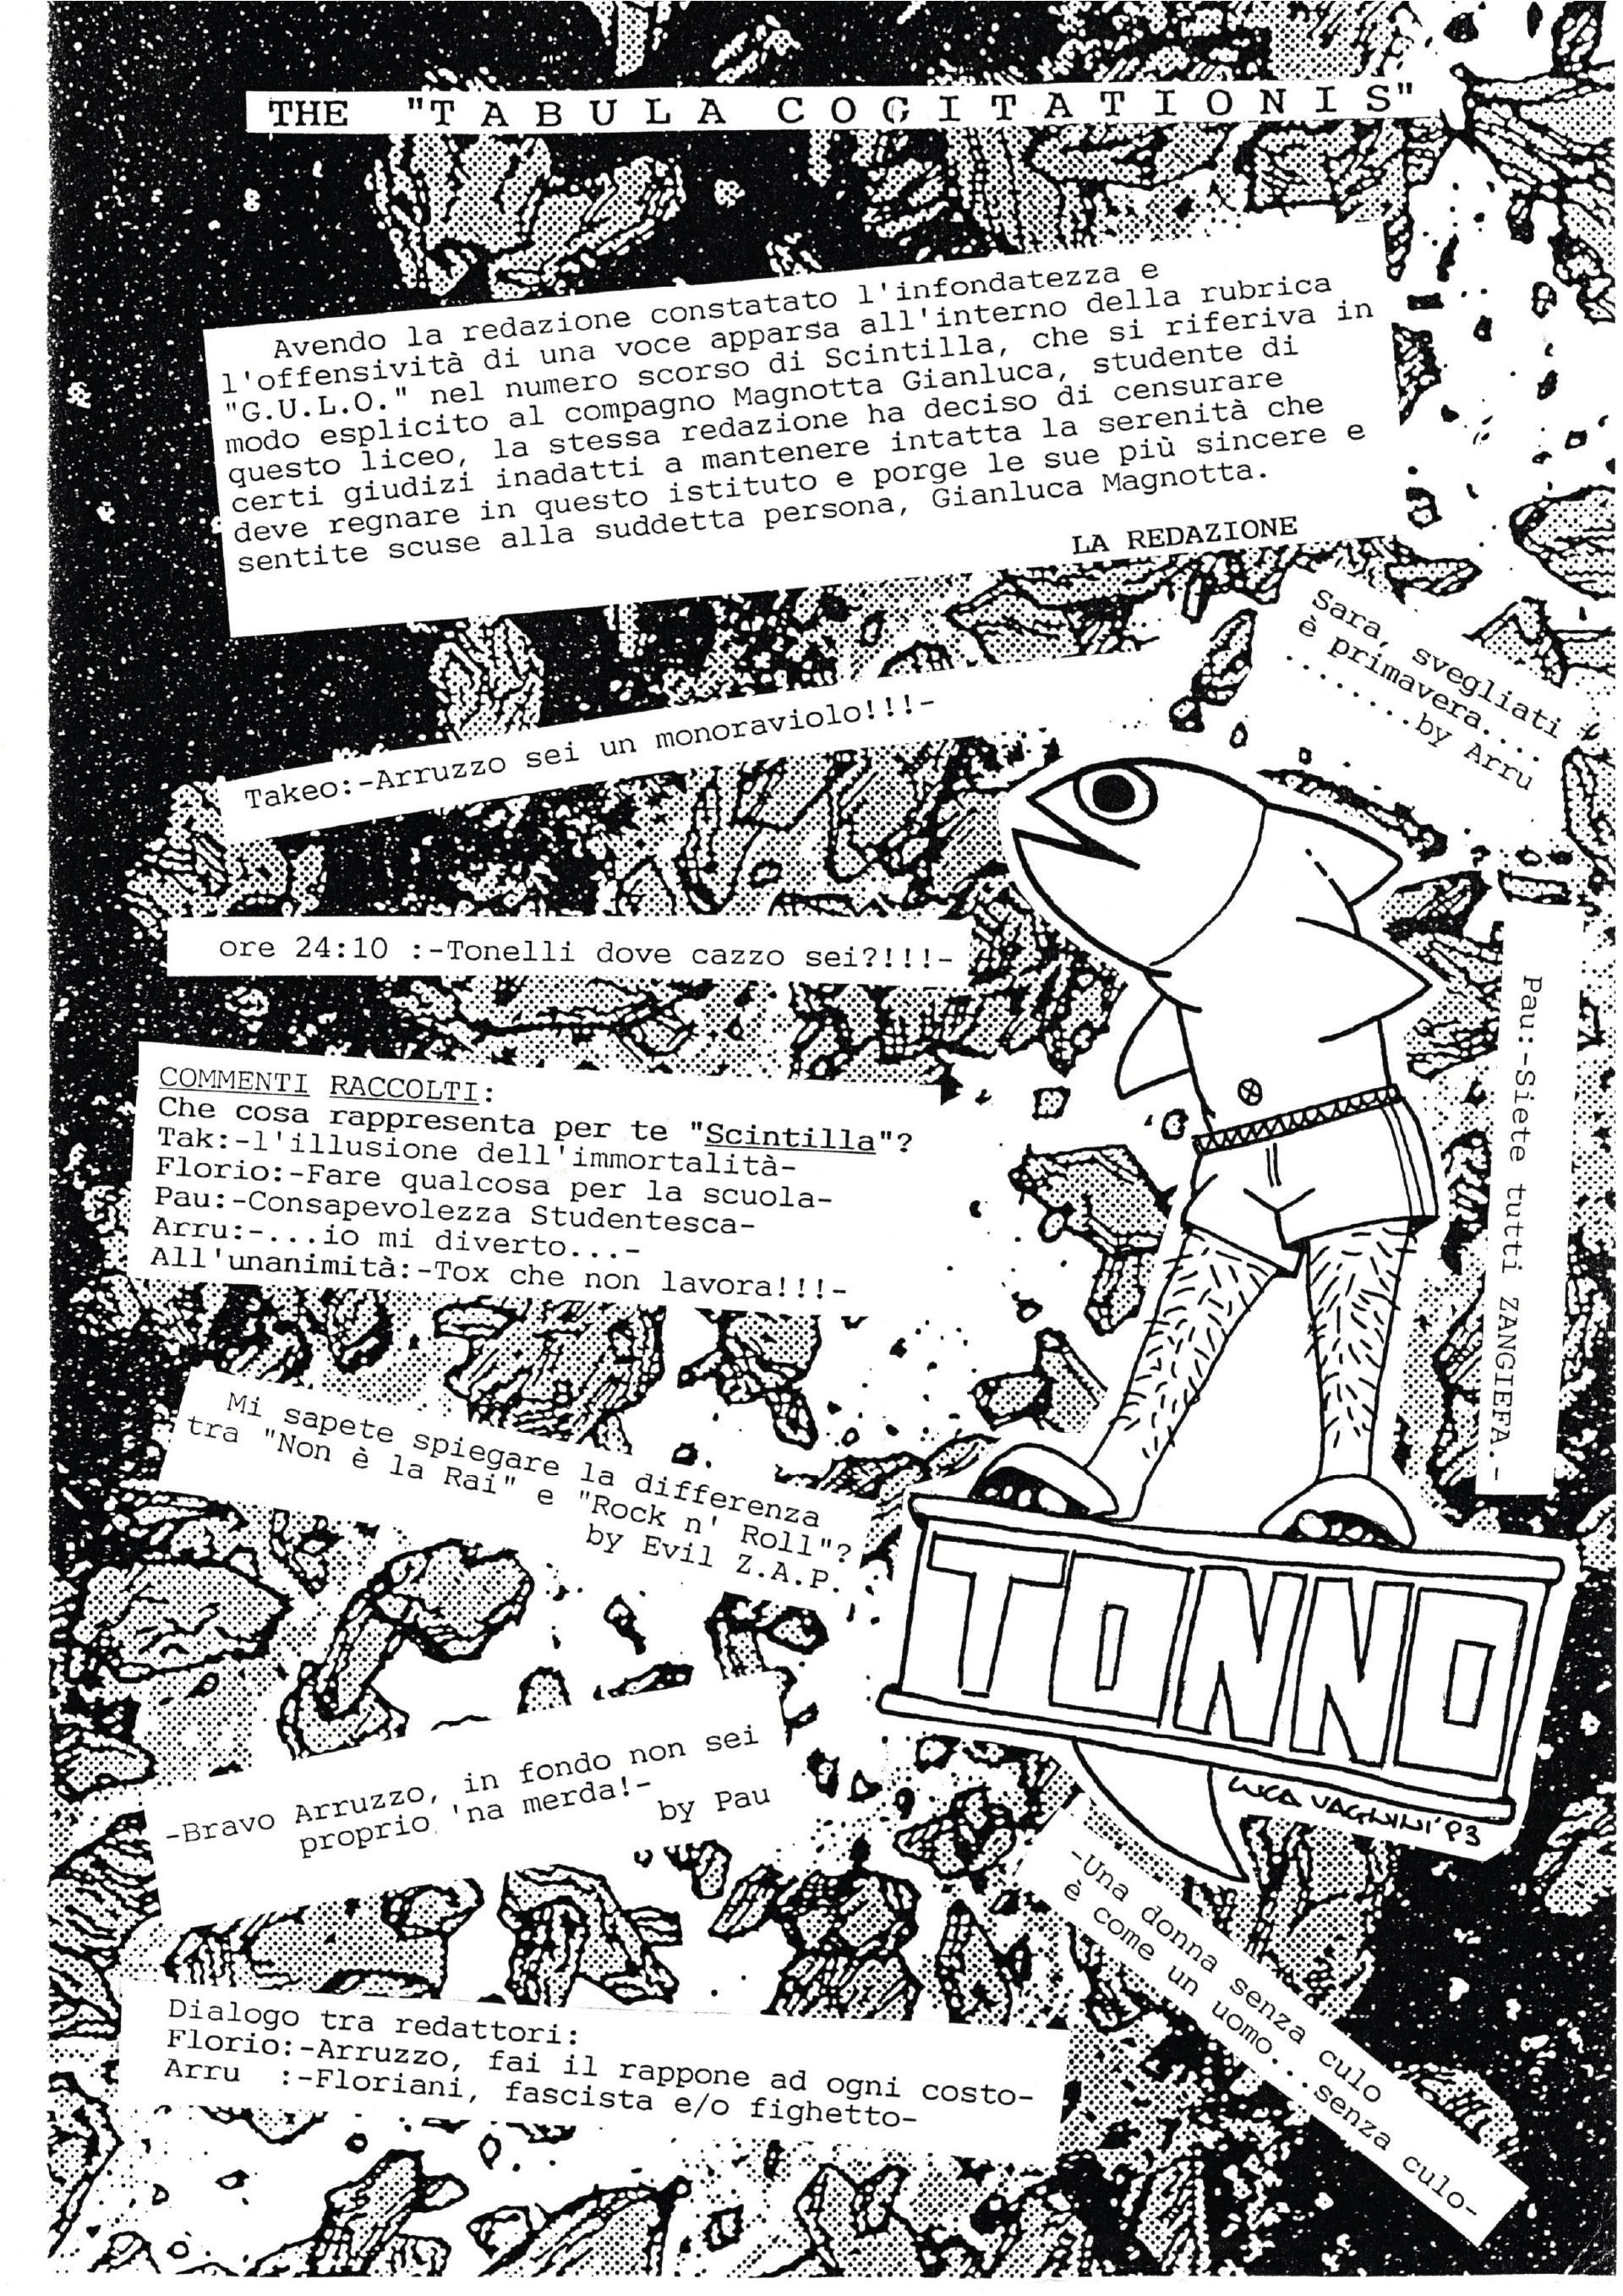 THE "TABULA COGITATIONIS"
Avendo la redazione constatato l'infondatezza e
l'offensività di una voce apparsa all'interno della rubrica
"G.U.L.O." nel numero scorso di Scintilla, che si riferiva in
modo esplicito al compagno Magnotta Gianluca, studente di
questo liceo, la stessa redazione ha deciso di censurare
certi giudizi inadatti a mantenere intatta la serenità che
deve regnare in questo istituto e porge le sue più sincere e
sentite scuse alla suddetta persona, Gianluca Magnotta.
LA REDAZIONE
Sara, svegliati
è primavera....
.......by Arru
Takeo:-Arruzzo sei un monoraviolo!!!-
ore 24:10 :-Tonelli dove cazzo sei?!!!-
Pau:-Siete tutti ZANGIEFA.-
COMMENTI RACCOLTI:
Che cosa rappresenta per te "Scintilla"?
Tak:-l'illusione dell'immortalità-
Florio:-Fare qualcosa per la scuola-
Pau:-Consapevolezza Studentesca-
Arru:-...io mi diverto...-
All'unanimità:-Tox che non lavora!!!-
Mi sapete spiegare la differenza
tra "Non è la Rai" e "Rock n' Roll"?
by Evil Z.A.P.
TONNO
LUCA VAGNINI '93
-Bravo Arruzzo, in fondo non sei
proprio 'na merda!-
by Pau
-Una donna senza culo
è come un uomo...senza culo-
Dialogo tra redattori:
Florio:-Arruzzo, fai il rappone ad ogni costo-
Arru :-Floriani, fascista e/o fighetto-